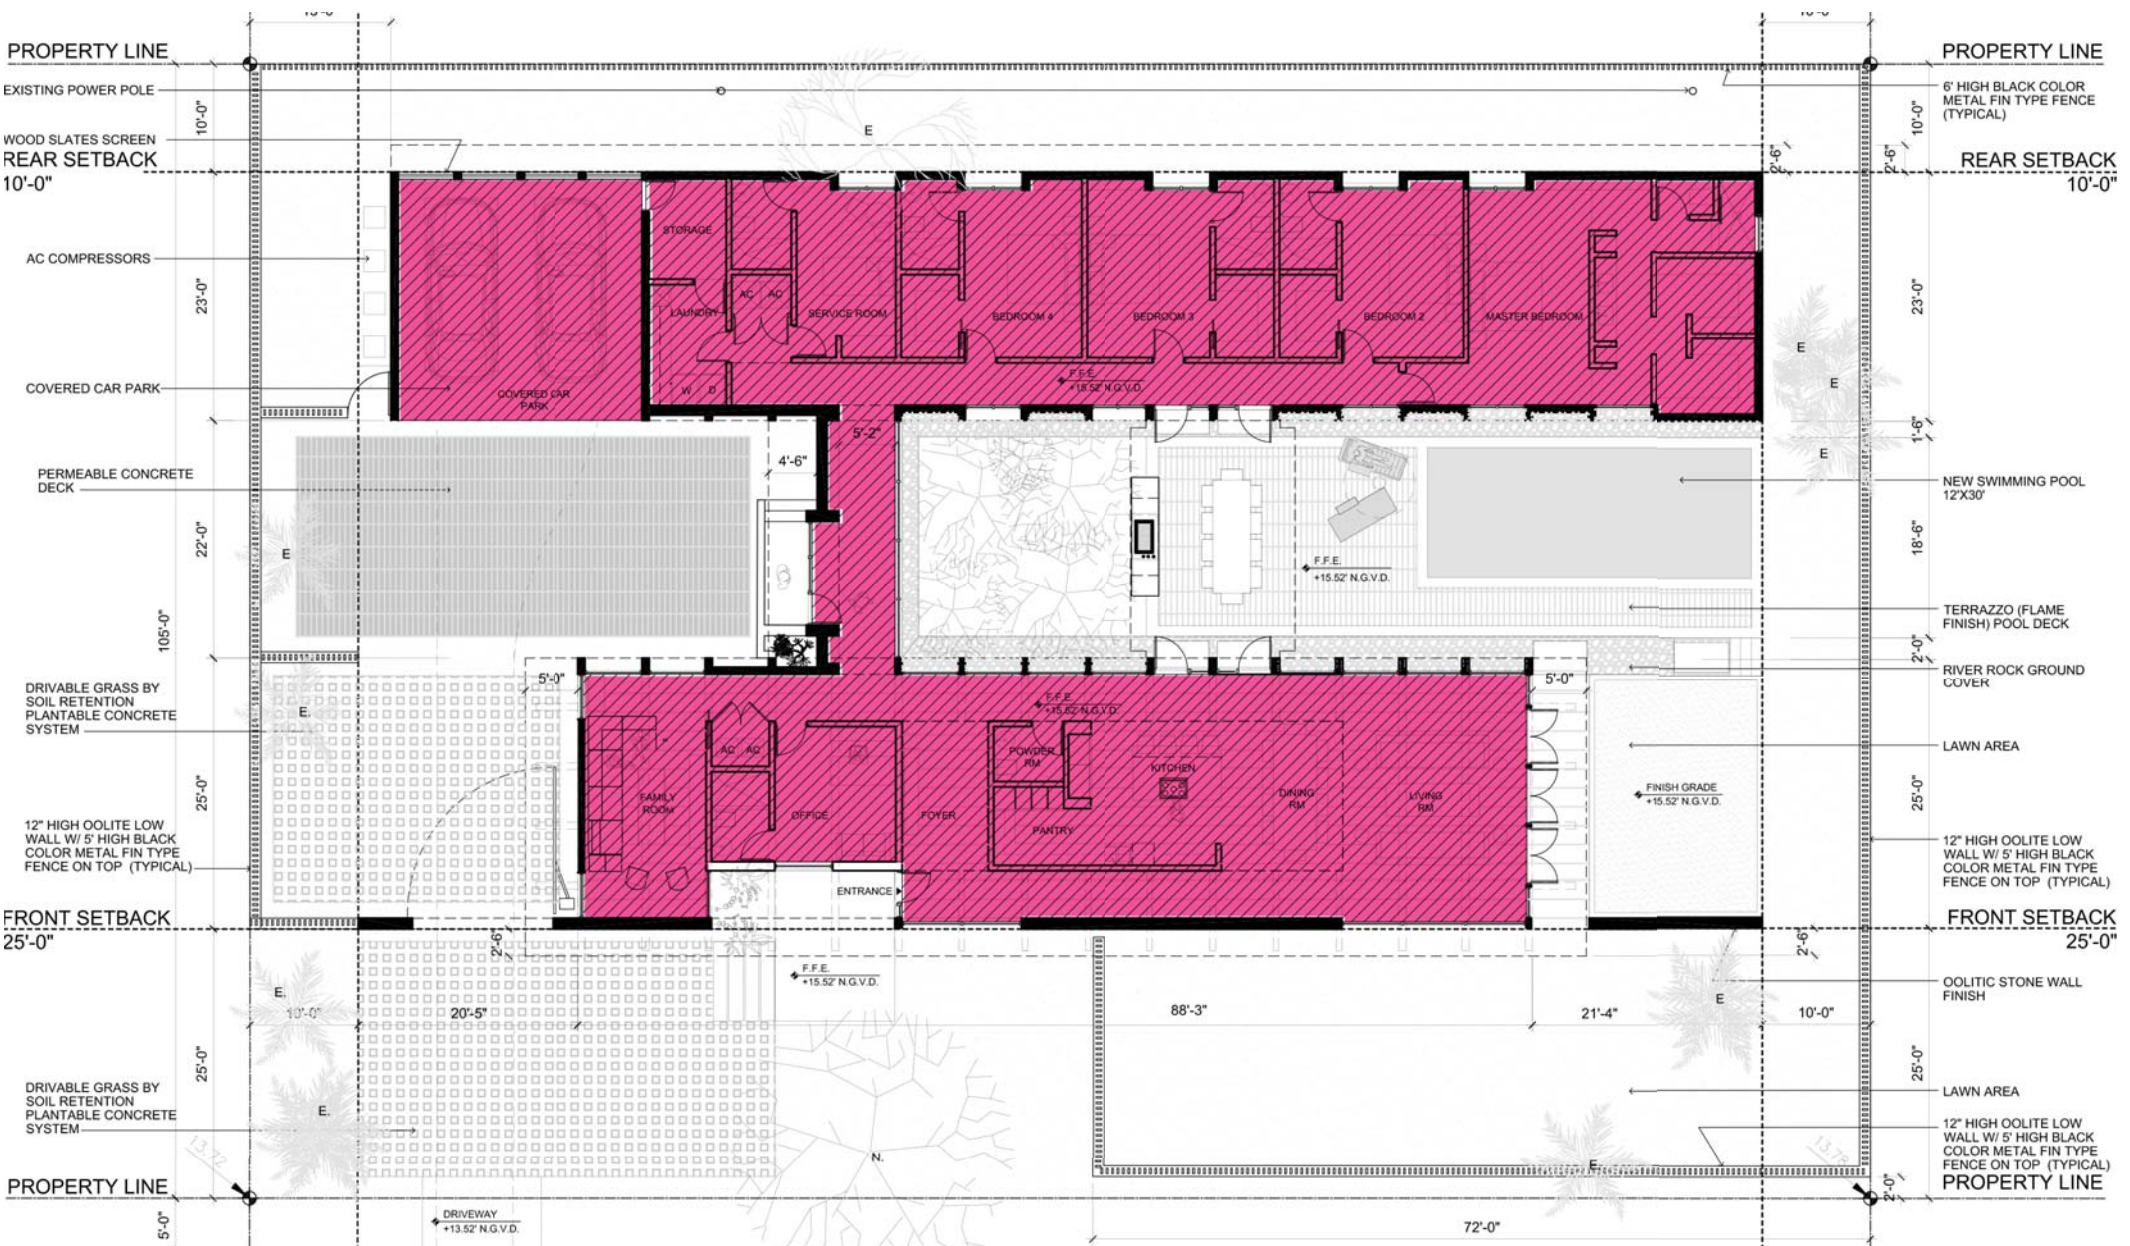 PROPERTY LINE
EXISTING POWER POLE
WOOD SLATES SCREEN
REAR SETBACK
10'-0"
AC COMPRESSORS
COVERED CAR PARK
PERMEABLE CONCRETE
DECK
DRIVABLE GRASS BY
SOIL RETENTION
PLANTABLE CONCRETE
SYSTEM
12" HIGH OOLITE LOW
WALL W/ 5' HIGH BLACK
COLOR METAL FIN TYPE
FENCE ON TOP (TYPICAL)
FRONT SETBACK
25'-0"
DRIVABLE GRASS BY
SOIL RETENTION
PLANTABLE CONCRETE
SYSTEM
PROPERTY LINE
10'-0"
23'-0"
22'-0"
105'-0"
25'-0"
25'-0"
5'-0"
13.72
E
STORAGE
AC AC
LAUNDRY
SERVICE ROOM
BEDROOM 4
BEDROOM 3
BEDROOM 2
MASTER BEDROOM
COVERED CAR
PARK
W D
F.F.E.
+15.52' N.G.V.D.
5'-2"
4'-6"
E
F.F.E.
+15.52' N.G.V.D.
E
E
E
5'-0"
E.
F.F.E.
+15.52' N.G.V.D.
5'-0"
AC AC
POWDER
RM
KITCHEN
FAMILY
ROOM
OFFICE
FOYER
PANTRY
DINING
RM
LIVING
RM
FINISH GRADE
+15.52' N.G.V.D.
ENTRANCE
2'-6"
F.F.E.
+15.52' N.G.V.D.
2'-6"
E.
E
10'-0"
20'-5"
88'-3"
21'-4"
10'-0"
E.
N.
E.
DRIVEWAY
+13.52' N.G.V.D.
72'-0"
PROPERTY LINE
6' HIGH BLACK COLOR
METAL FIN TYPE FENCE
(TYPICAL)
10'-0"
2'-6"
2'-6"
REAR SETBACK
10'-0"
23'-0"
1'-6"
NEW SWIMMING POOL
12'X30'
18'-6"
TERRAZZO (FLAME
FINISH) POOL DECK
2'-0"
RIVER ROCK GROUND
COVER
LAWN AREA
25'-0"
12" HIGH OOLITE LOW
WALL W/ 5' HIGH BLACK
COLOR METAL FIN TYPE
FENCE ON TOP (TYPICAL)
FRONT SETBACK
25'-0"
OOLITIC STONE WALL
FINISH
25'-0"
LAWN AREA
12" HIGH OOLITE LOW
WALL W/ 5' HIGH BLACK
COLOR METAL FIN TYPE
FENCE ON TOP (TYPICAL)
PROPERTY LINE
2'-0"